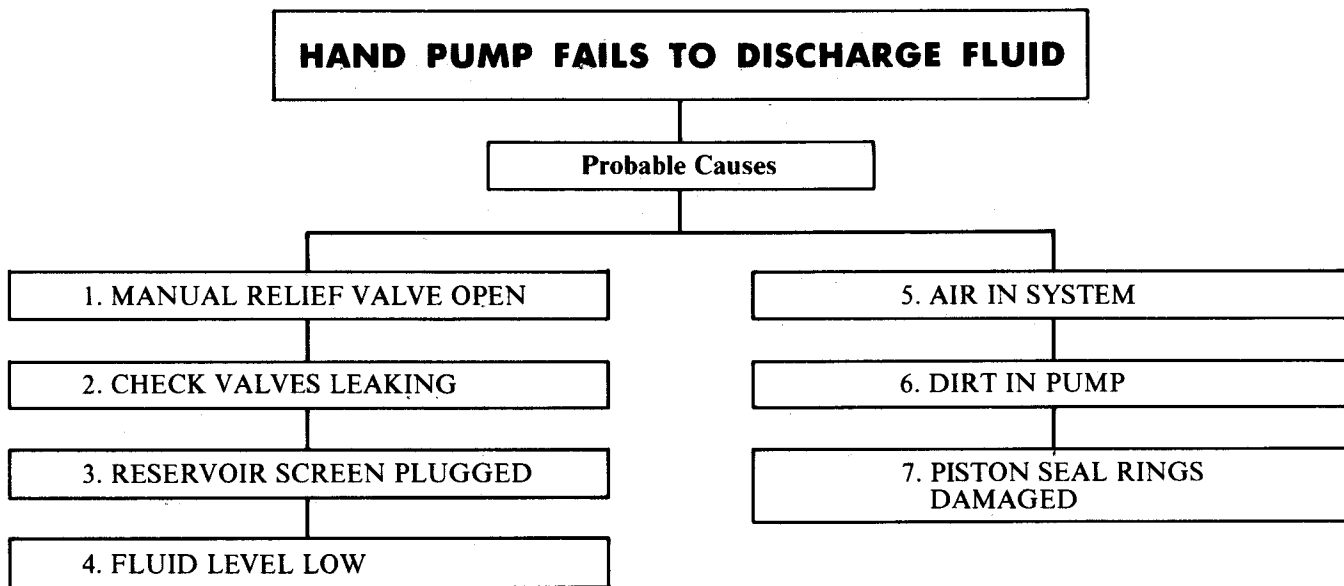 HAND PUMP FAILS TO DISCHARGE FLUID
Probable Causes
1. MANUAL RELIEF VALVE OPEN
2. CHECK VALVES LEAKING
3. RESERVOIR SCREEN PLUGGED
4. FLUID LEVEL LOW
5. AIR IN SYSTEM
6. DIRT IN PUMP
7. PISTON SEAL RINGS
DAMAGED